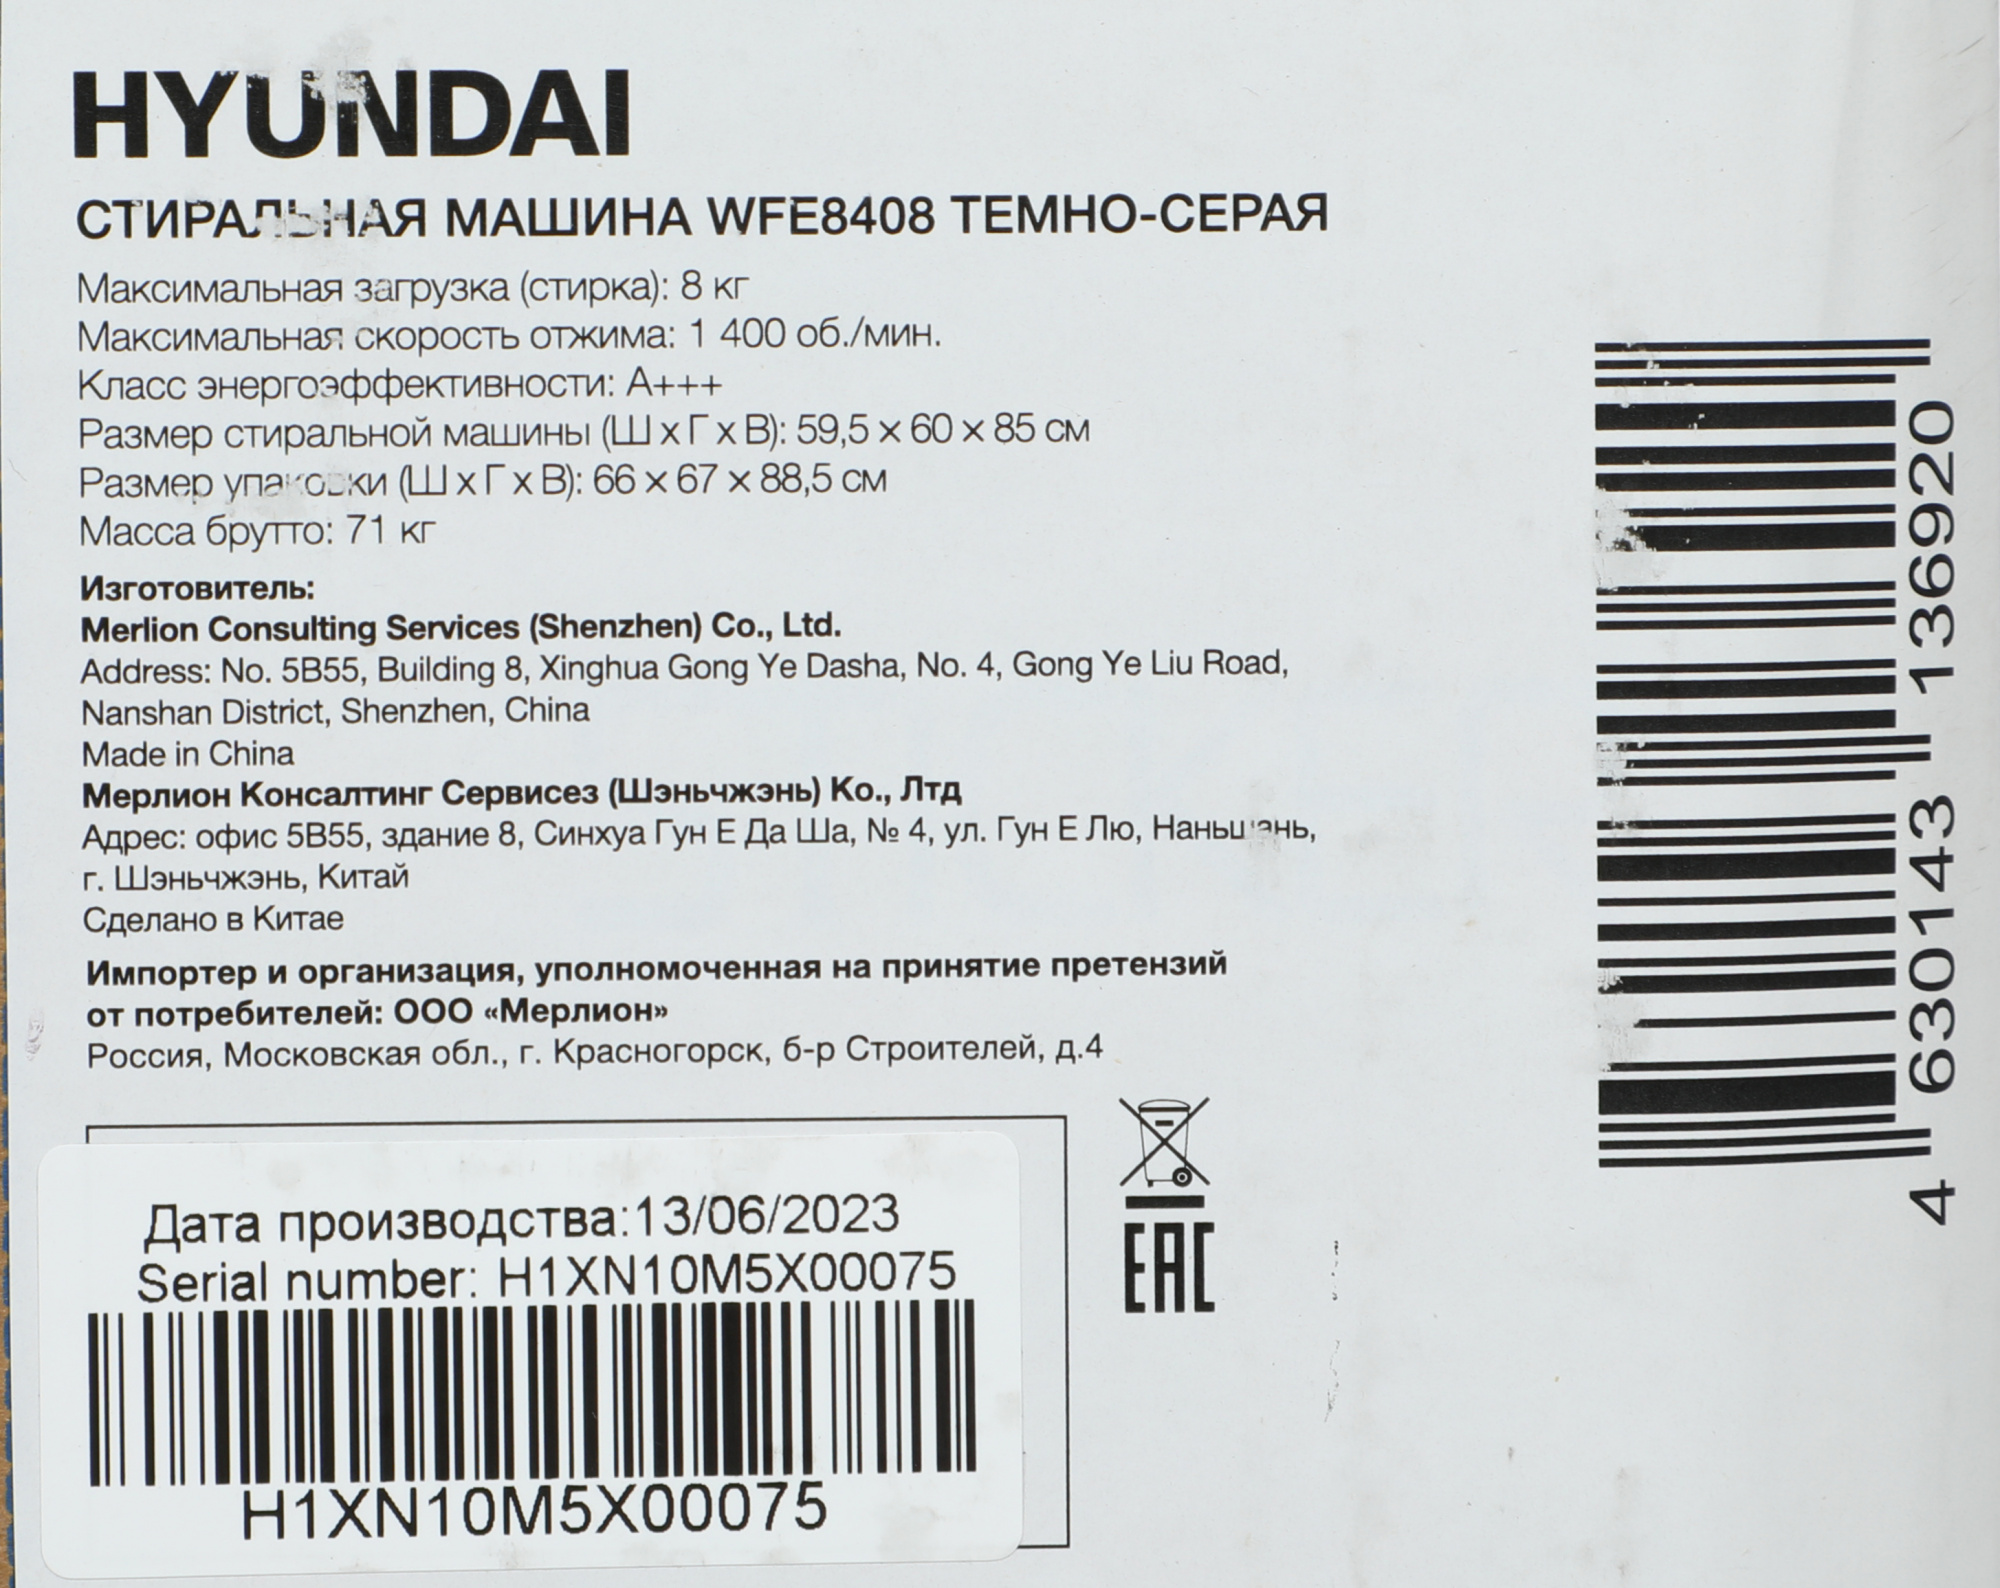 HYUNDAI
СТИРАЛЬНАЯ МАШИНА WFE8408 ТЕМНО-СЕРАЯ
Максимальная загрузка (стирка): 8 кг
Максимальная скорость отжима: 1 400 об./мин.
Класс энергоэффективности: A+++
Размер стиральной машины (Ш x Г x В): 59,5 × 60 × 85 см
Размер упаковки (Ш x Г x В): 66 × 67 × 88,5 см
Масса брутто: 71 кг
Изготовитель:
Merlion Consulting Services (Shenzhen) Co., Ltd.
Address: No. 5B55, Building 8, Xinghua Gong Ye Dasha, No. 4, Gong Ye Liu Road,
Nanshan District, Shenzhen, China
Made in China
Мерлион Консалтинг Сервисез (Шэньчжэнь) Ко., Лтд
Адрес: офис 5B55, здание 8, Синхуа Гун Е Да Ша, № 4, ул. Гун Е Лю, Наньшань,
г. Шэньчжэнь, Китай
Сделано в Китае
Импортер и организация, уполномоченная на принятие претензий
от потребителей: ООО «Мерлион»
Россия, Московская обл., г. Красногорск, б-р Строителей, д.4
Дата производства:13/06/2023
Serial number: H1XN10M5X00075
H1XN10M5X00075
EAC
4 630143 136920